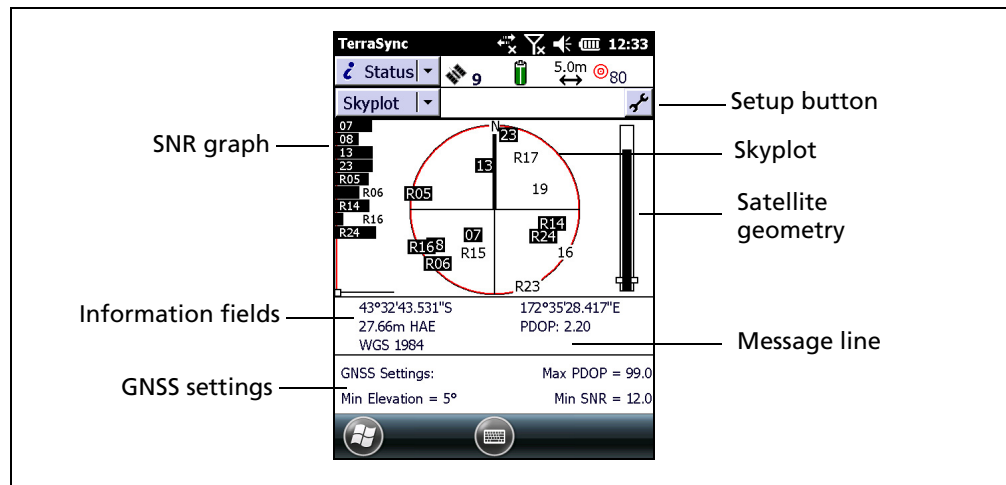 TerraSync 12:33
Status 9 5.0m 80
Skyplot
Setup button
SNR graph
Skyplot
Satellite
geometry
07
08
13
23
R05
R06
R14
R16
R24
N
23
R17
13
19
R05
R14
07
R24
R168
R15
16
R06
R23
Information fields
43°32'43.531"S 172°35'28.417"E
27.66m HAE PDOP: 2.20
WGS 1984
Message line
GNSS settings
GNSS Settings: Max PDOP = 99.0
Min Elevation = 5° Min SNR = 12.0